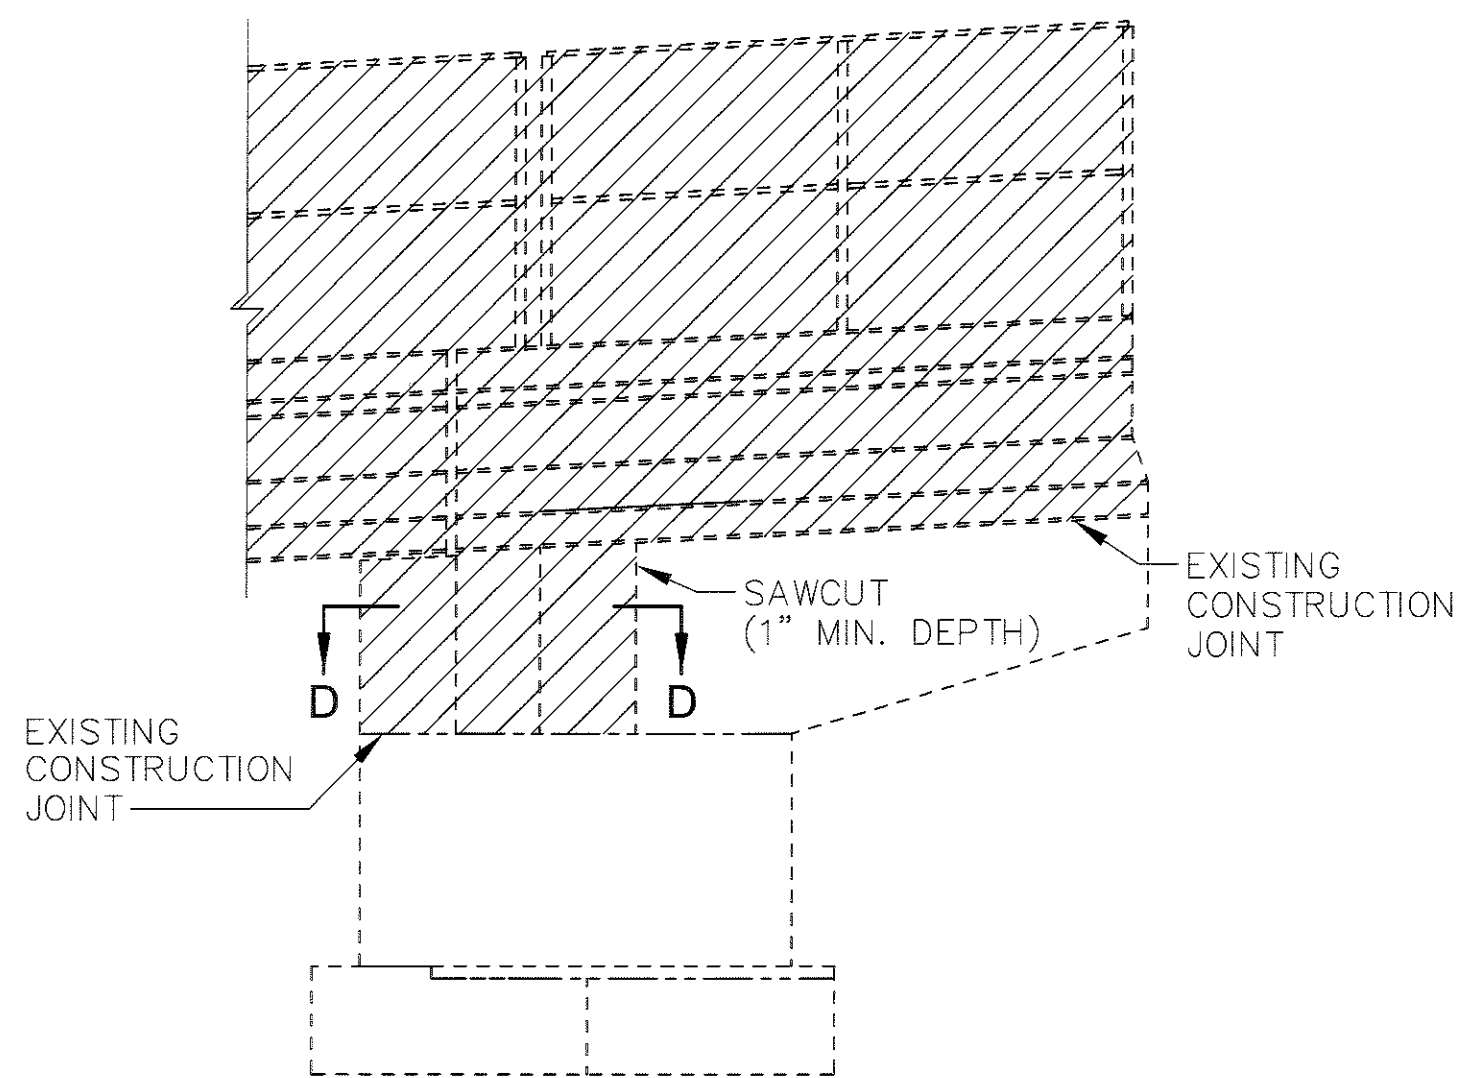 EXISTING
CONSTRUCTION
JOINT
SAWCUT
(1" MIN. DEPTH)
D
D
EXISTING
CONSTRUCTION
JOINT